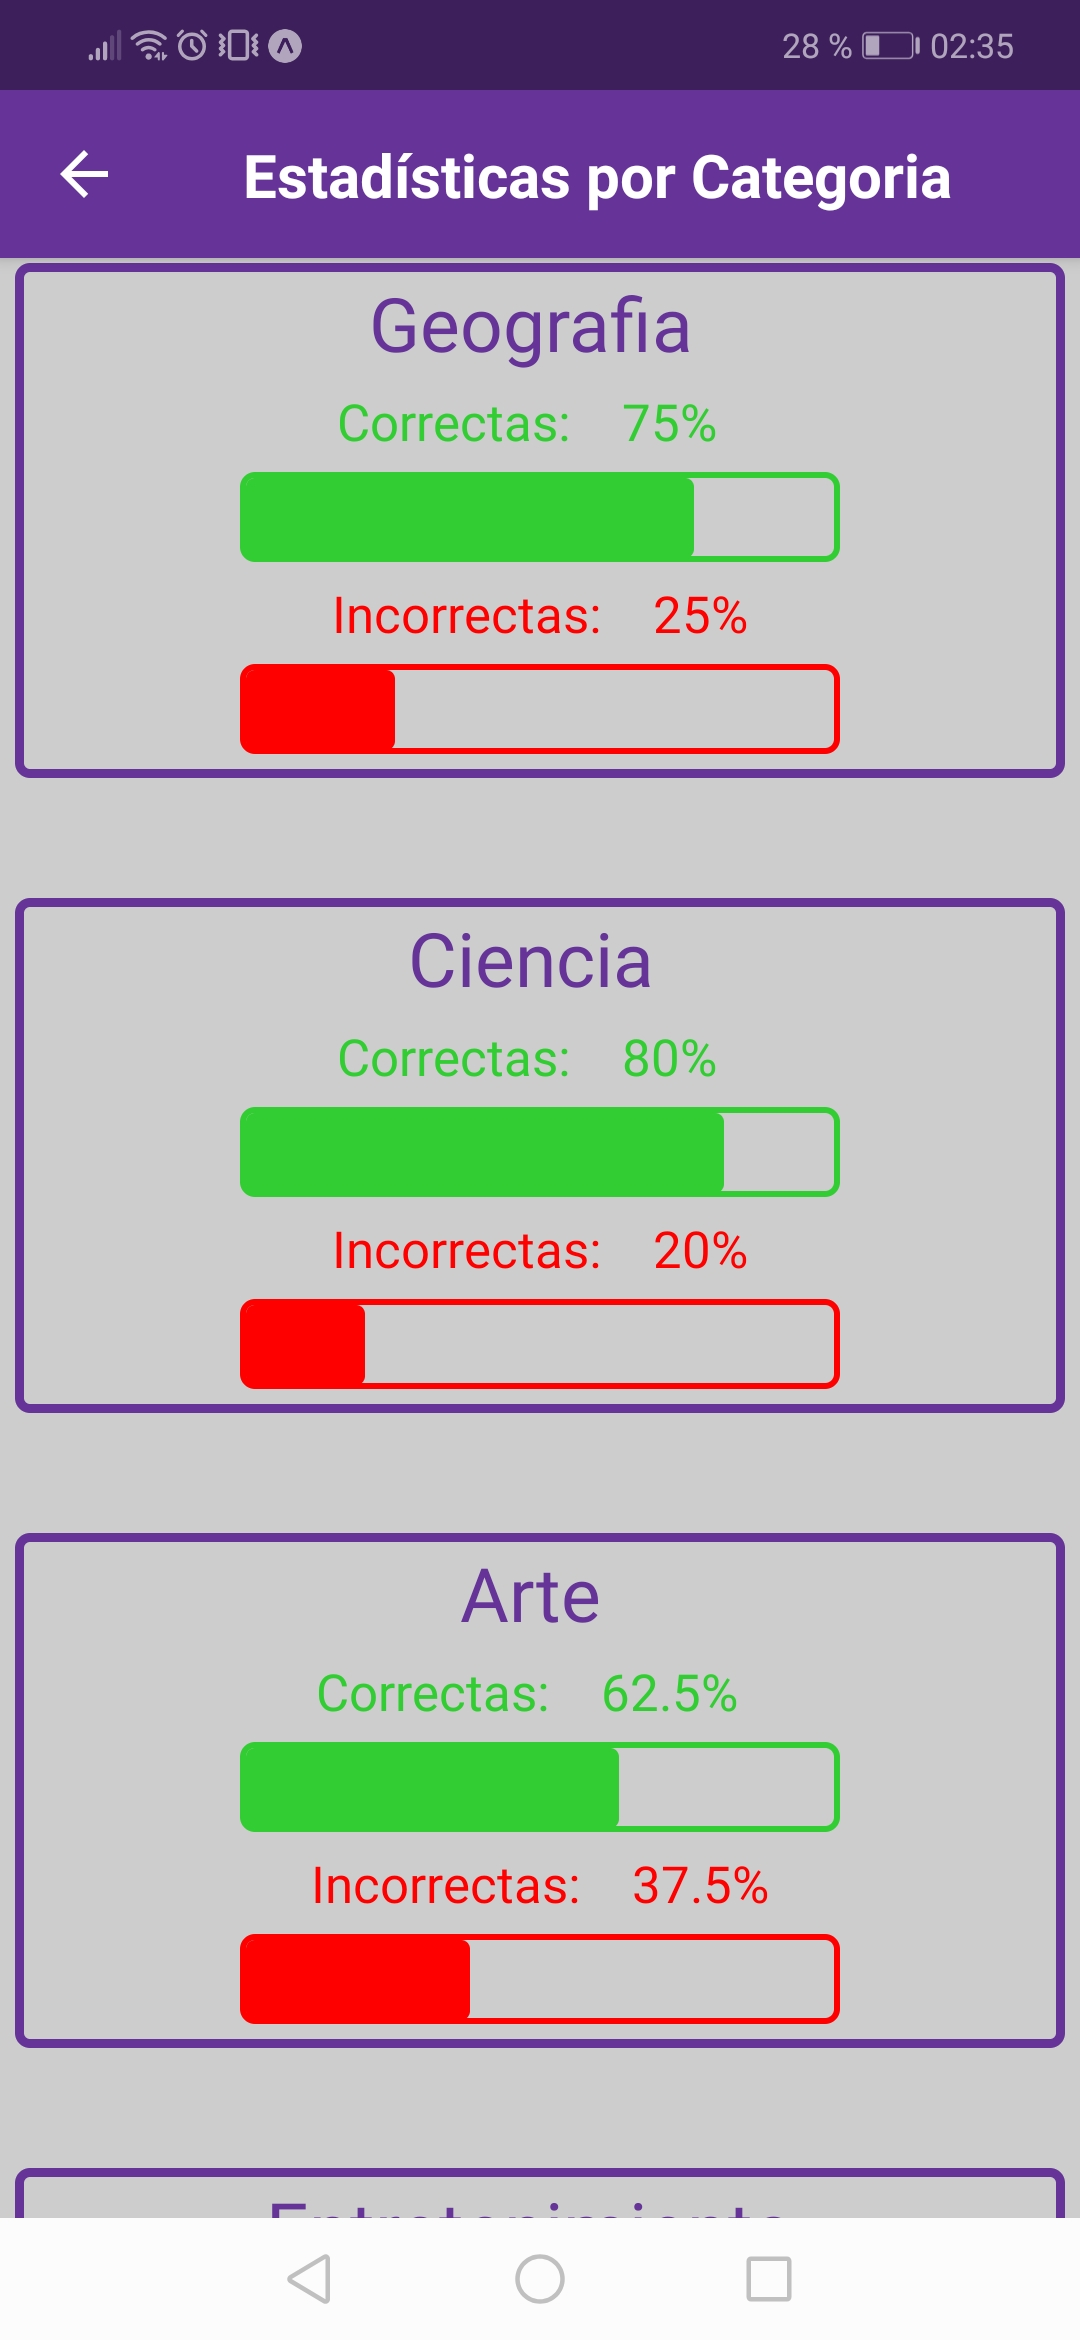 28 % 02:35
Estadísticas por Categoria
Geografia
Correctas: 75%
Incorrectas: 25%
Ciencia
Correctas: 80%
Incorrectas: 20%
Arte
Correctas: 62.5%
Incorrectas: 37.5%
Entretenimiento